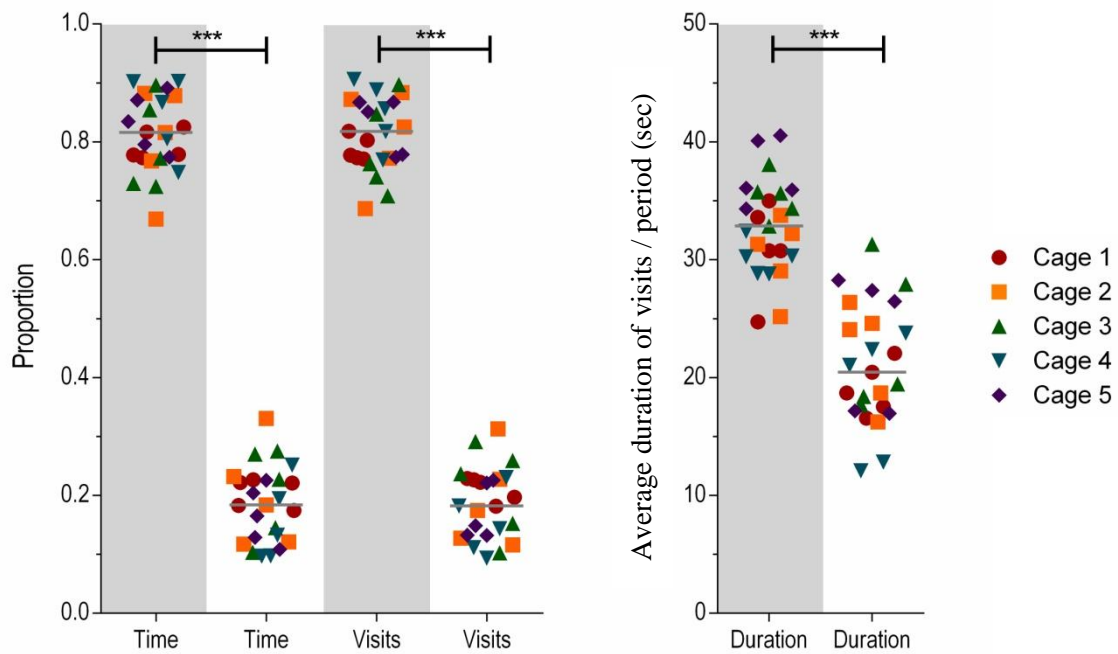 1.0
0.8
0.6
0.4
0.2
0.0
Proportion
***
***
Time
Time
Visits
Visits
50
40
30
20
10
0
Average duration of visits / period (sec)
***
Duration
Duration
Cage 1
Cage 2
Cage 3
Cage 4
Cage 5